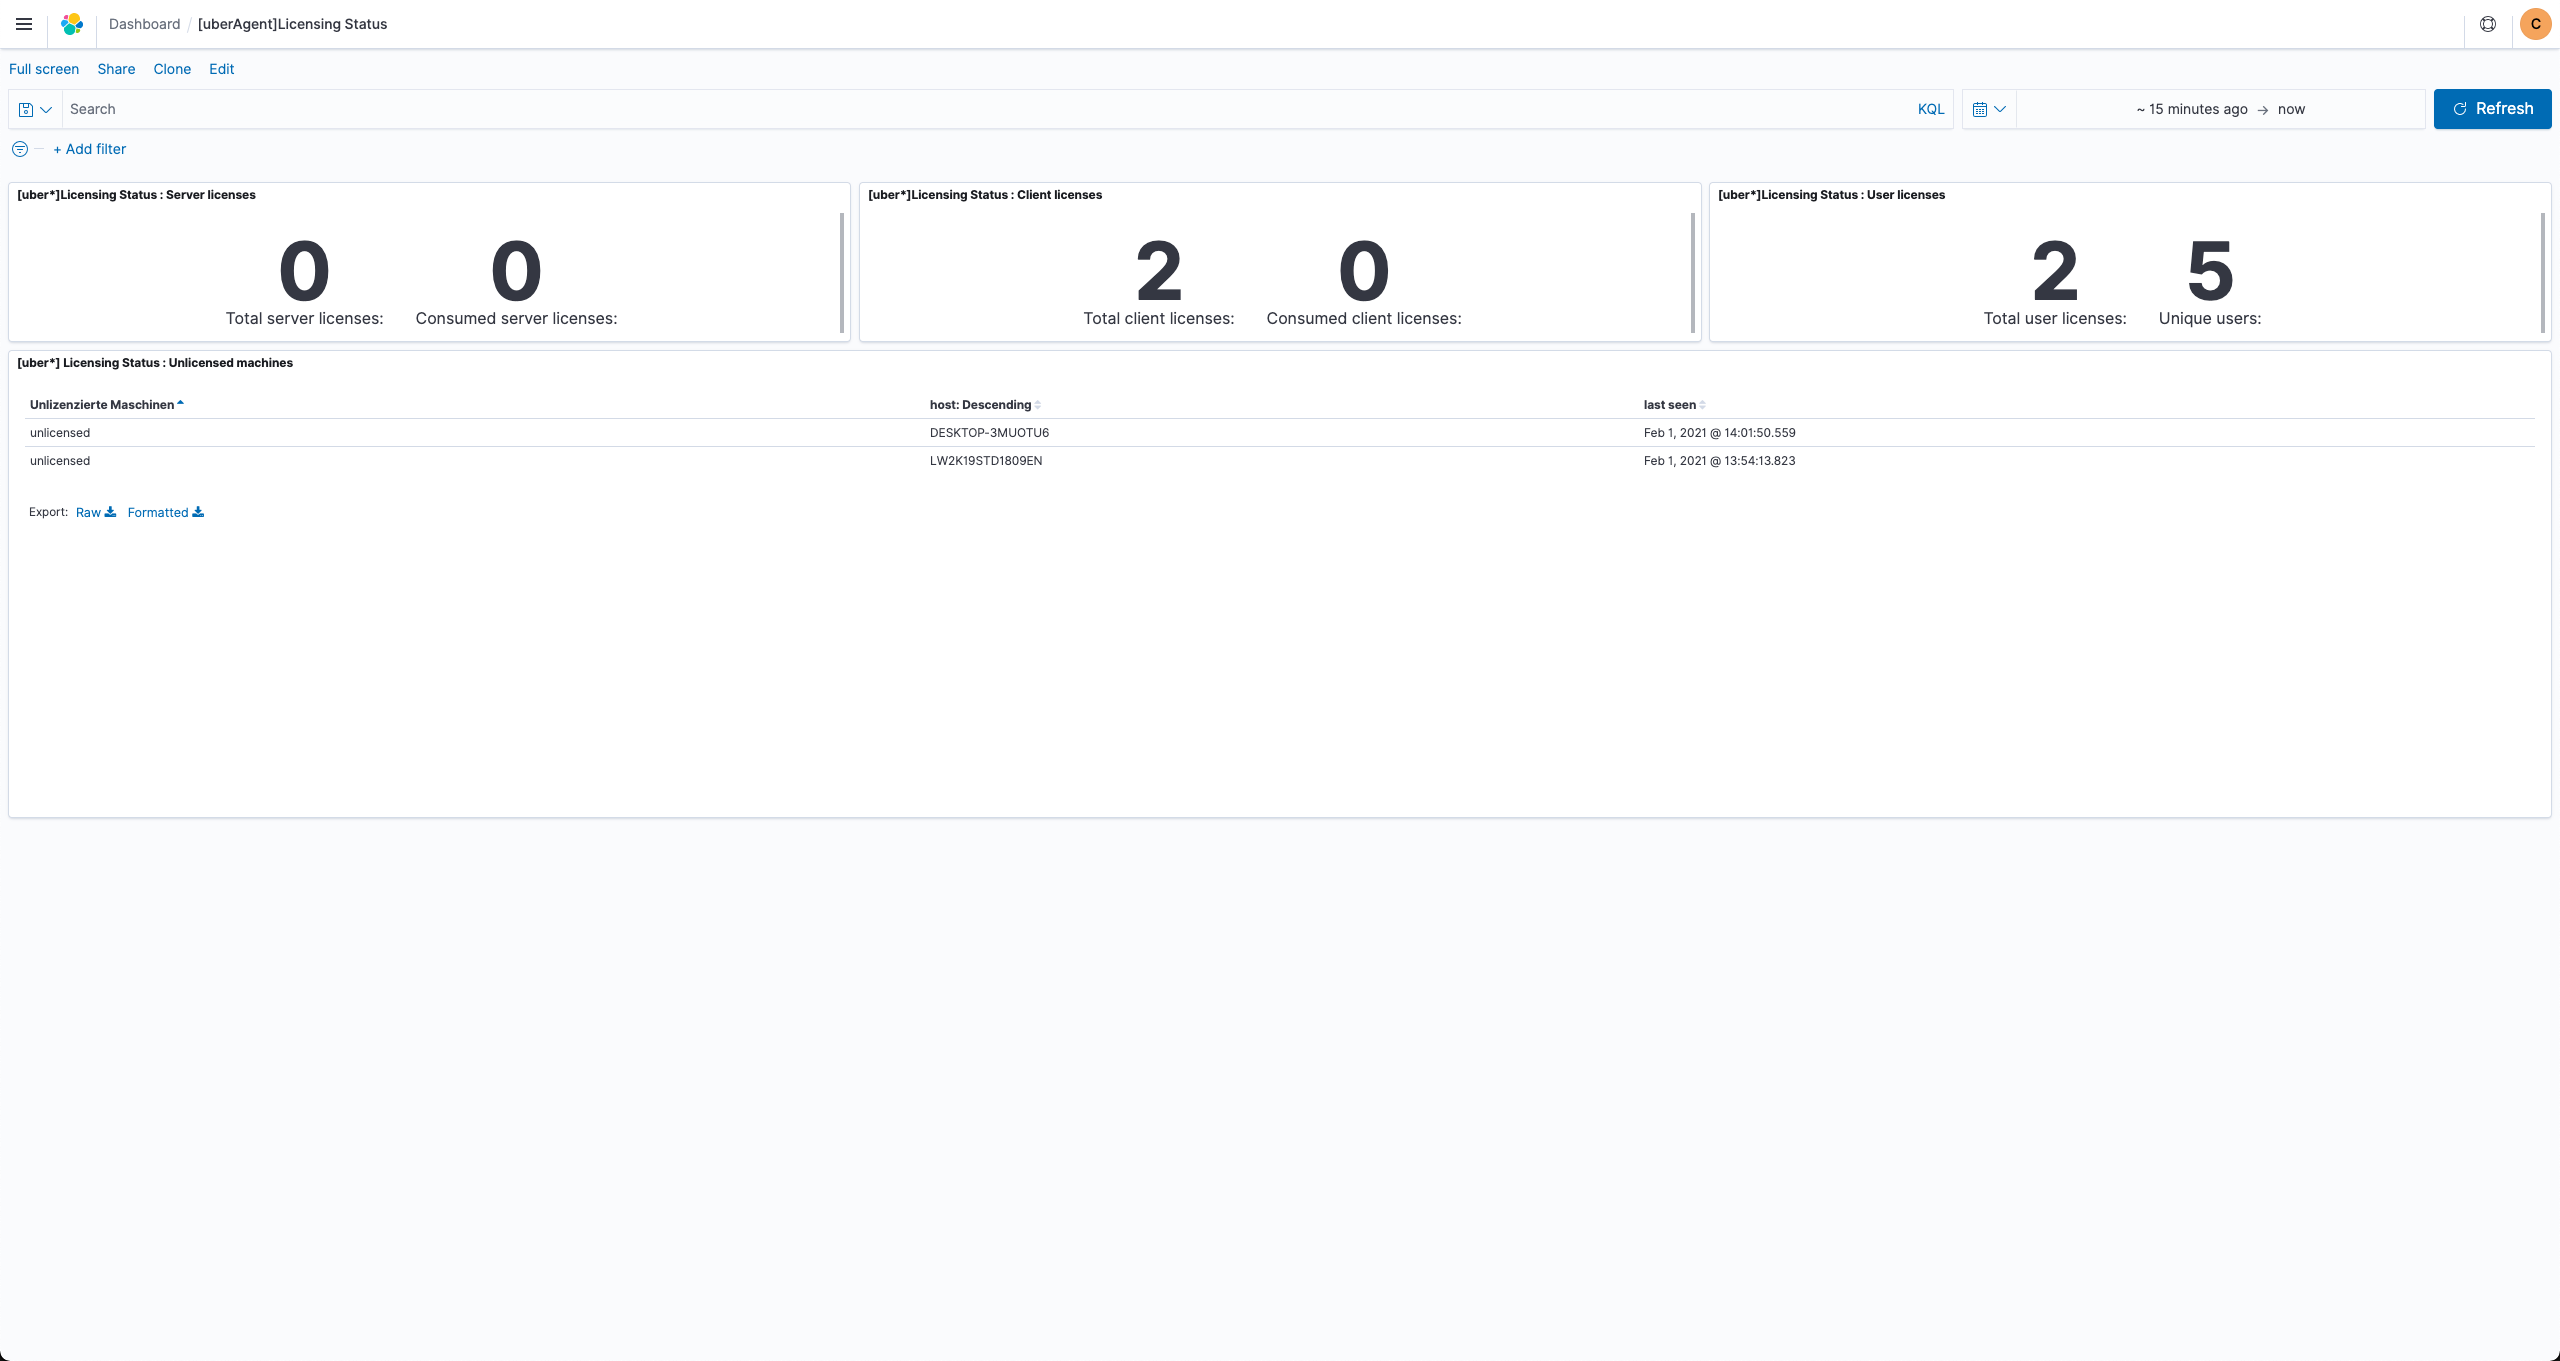 Dashboard / [uberAgent]Licensing Status
C
Full screen Share Clone Edit
Search KQL ~ 15 minutes ago → now Refresh
+ Add filter
[uber*]Licensing Status : Server licenses
0 0
Total server licenses: Consumed server licenses:
[uber*]Licensing Status : Client licenses
2 0
Total client licenses: Consumed client licenses:
[uber*]Licensing Status : User licenses
2 5
Total user licenses: Unique users:
[uber*] Licensing Status : Unlicensed machines
Unlizenzierte Maschinen host: Descending last seen
unlicensed DESKTOP-3MUOTU6 Feb 1, 2021 @ 14:01:50.559
unlicensed LW2K19STD1809EN Feb 1, 2021 @ 13:54:13.823
Export: Raw Formatted